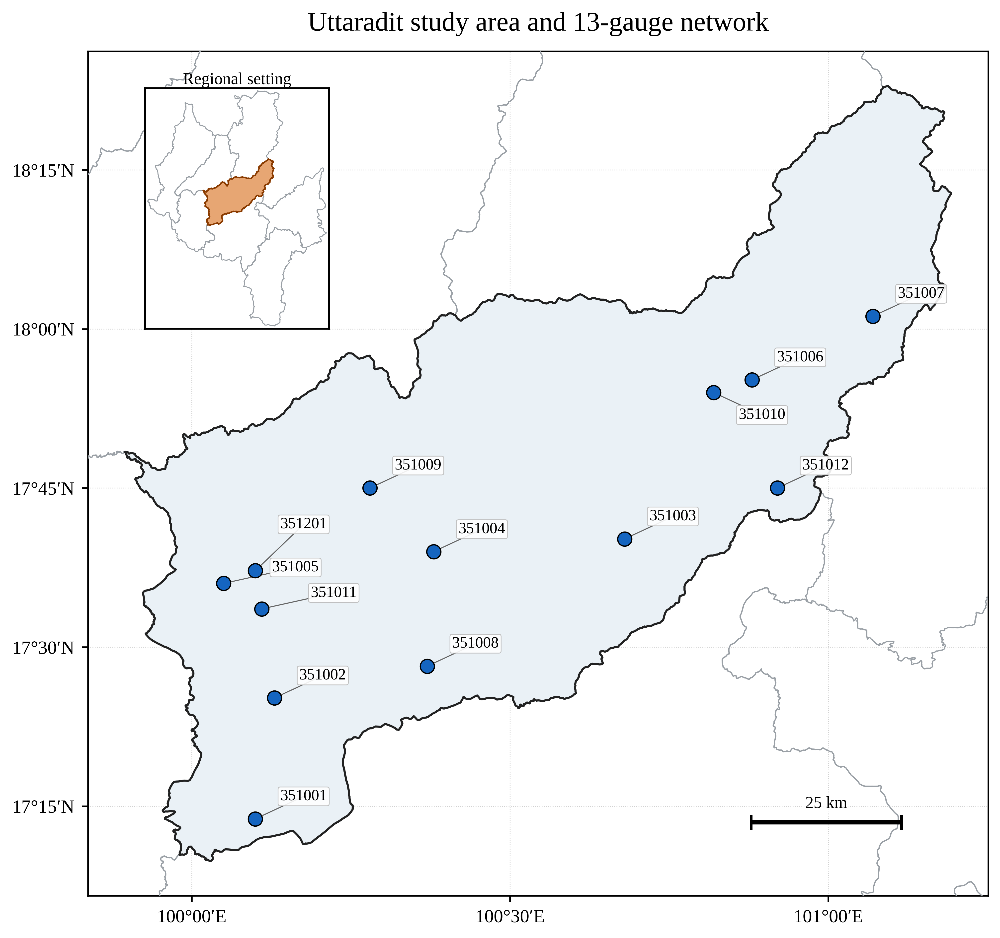 Uttaradit study area and 13-gauge network
Regional setting
18°15′N
18°00′N
17°45′N
17°30′N
17°15′N
351007
351006
351010
351009
351012
351201
351004
351003
351005
351011
351008
351002
351001
25 km
100°00′E
100°30′E
101°00′E